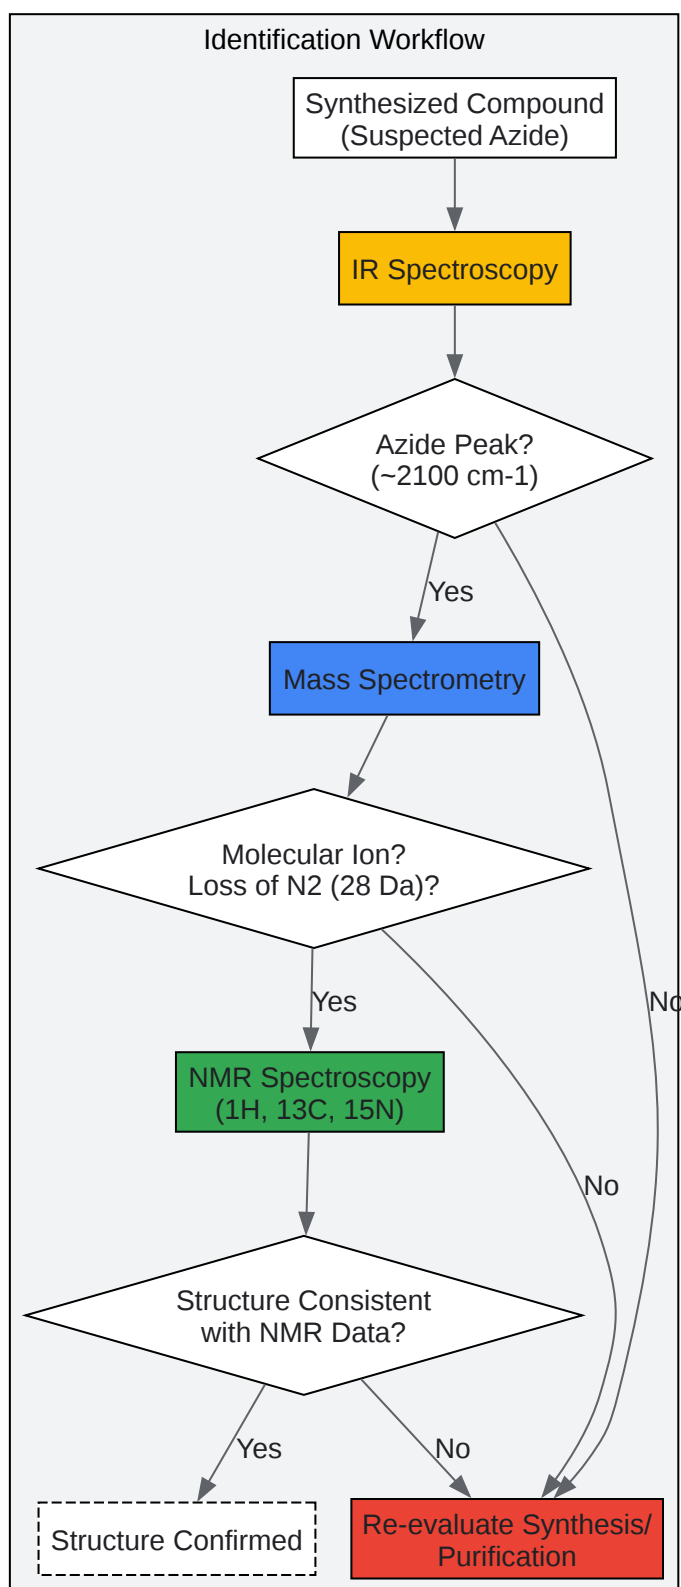 Identification Workflow
Synthesized Compound
(Suspected Azide)
IR Spectroscopy
Azide Peak?
(~2100 cm-1)
Yes
Mass Spectrometry
Molecular Ion?
Loss of N2 (28 Da)?
Yes
No
NMR Spectroscopy
(1H, 13C, 15N)
No
Structure Consistent
with NMR Data?
Yes
No
Structure Confirmed
Re-evaluate Synthesis/
Purification